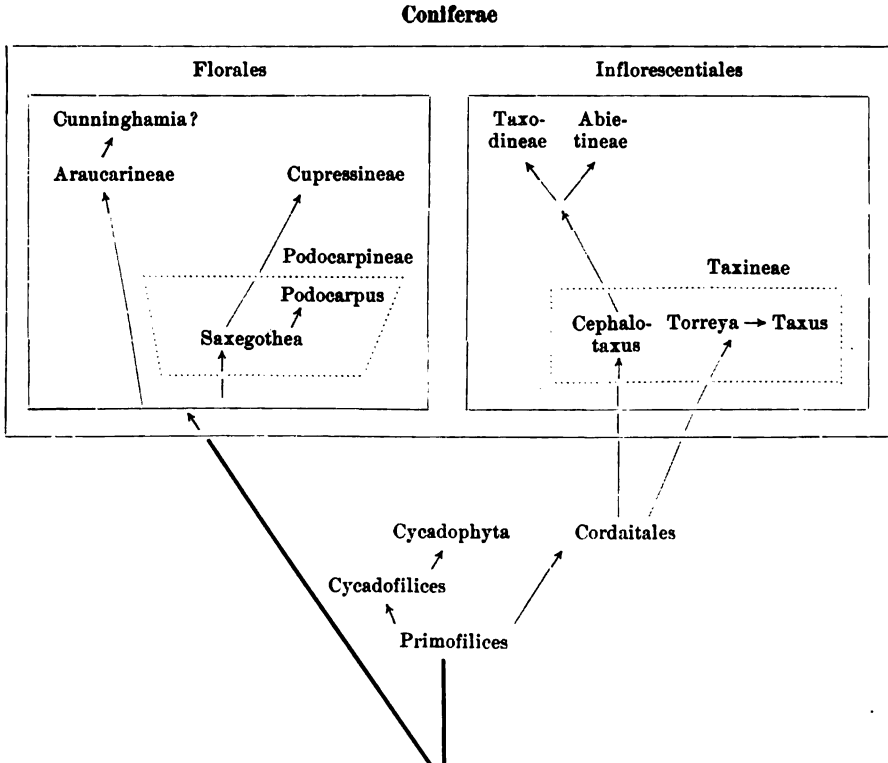 Coniferae
Florales
Inflorescentiales
Cunninghamia?
Araucarineae
Cupressineae
Podocarpineae
Podocarpus
Saxegothea
Taxo-
dineae
Abie-
tineae
Taxineae
Cephalo-
taxus
Torreya
Taxus
Cycadophyta
Cordaitales
Cycadofilices
Primofilices